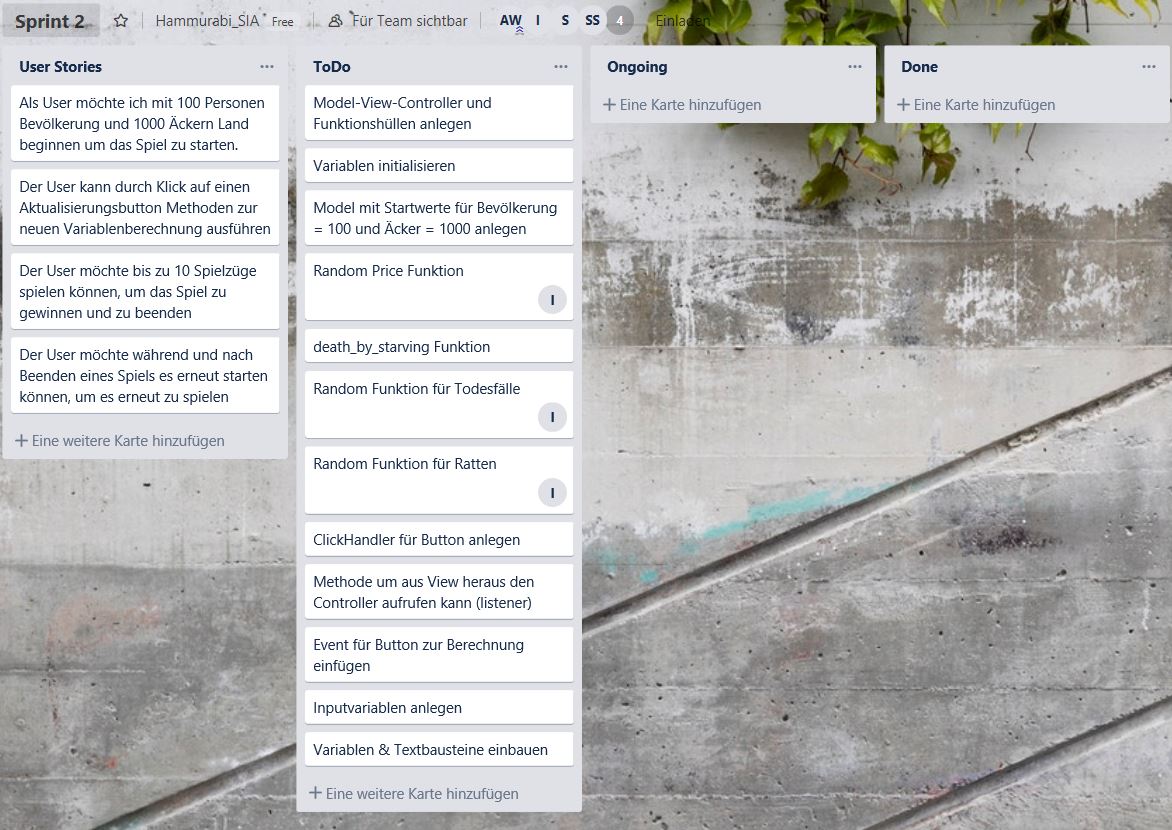 Sprint 2 Hammurabi_SIA Free Für Team sichtbar AW I S SS 4 Einladen
User Stories
Als User möchte ich mit 100 Personen
Bevölkerung und 1000 Äckern Land
beginnen um das Spiel zu starten.
Der User kann durch Klick auf einen
Aktualisierungsbutton Methoden zur
neuen Variablenberechnung ausführen
Der User möchte bis zu 10 Spielzüge
spielen können, um das Spiel zu
gewinnen und zu beenden
Der User möchte während und nach
Beenden eines Spiels es erneut starten
können, um es erneut zu spielen
+ Eine weitere Karte hinzufügen
ToDo
Model-View-Controller und
Funktionshüllen anlegen
Variablen initialisieren
Model mit Startwerte für Bevölkerung
= 100 und Äcker = 1000 anlegen
Random Price Funktion
I
death_by_starving Funktion
Random Funktion für Todesfälle
I
Random Funktion für Ratten
I
ClickHandler für Button anlegen
Methode um aus View heraus den
Controller aufrufen kann (listener)
Event für Button zur Berechnung
einfügen
Inputvariablen anlegen
Variablen & Textbausteine einbauen
+ Eine weitere Karte hinzufügen
Ongoing
+ Eine Karte hinzufügen
Done
+ Eine Karte hinzufügen